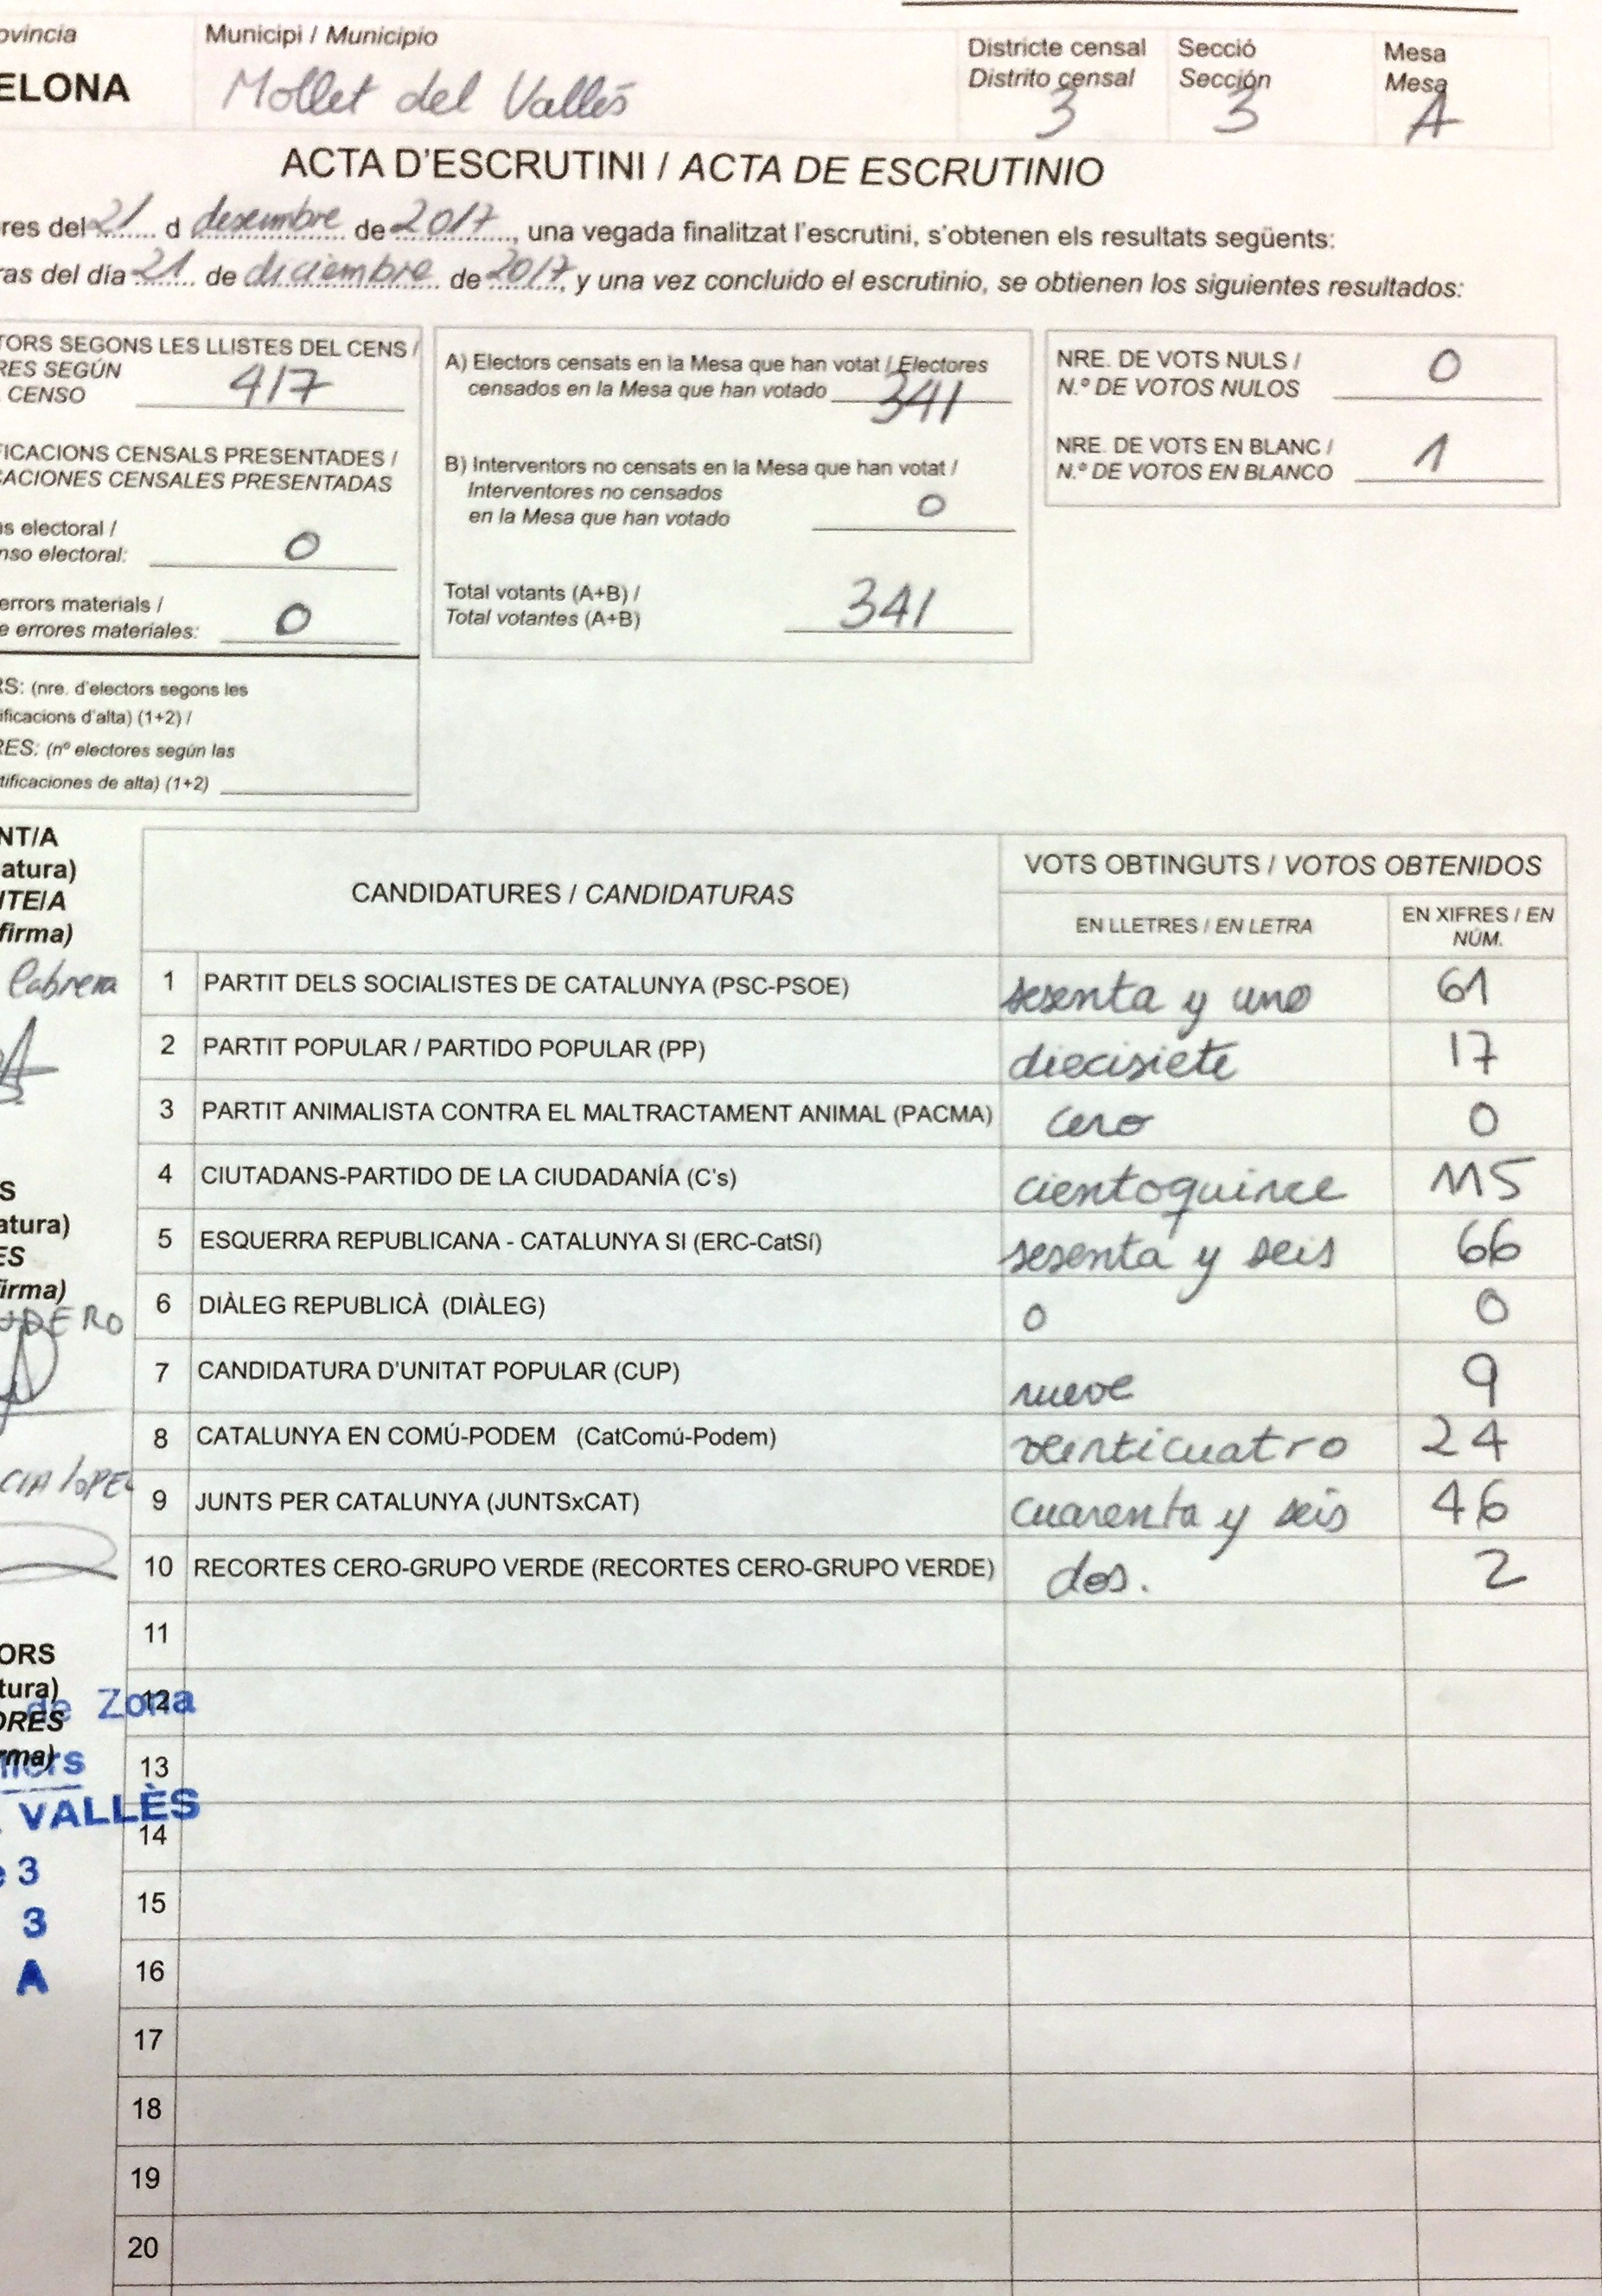 ovíncia
ELONA
Municipi / Municipio
Mollet del Vallés
Districte censal
Distrito censal
3
Secció
Sección
3
Mesa
Mesa
A
ACTA D'ESCRUTINI / ACTA DE ESCRUTINIO
res del 21 d desembre de 2017, una vegada finalitzat l'escrutini, s'obtenen els resultats següents:
as del día 21 de diciembre de 2017, y una vez concluido el escrutinio, se obtienen los siguientes resultados:
TORS SEGONS LES LLISTES DEL CENS /
RES SEGÚN
CENSO 417
FICACIONS CENSALS PRESENTADES /
CACIONES CENSALES PRESENTADAS
s electoral /
nso electoral: 0
errors materials /
e errores materiales: 0
RS: (nre. d'electors segons les
ificacions d'alta) (1+2) /
RES: (nº electores según las
tificaciones de alta) (1+2)
A) Electors censats en la Mesa que han votat / Electores
censados en la Mesa que han votado 341
B) Interventors no censats en la Mesa que han votat /
Interventores no censados
en la Mesa que han votado 0
Total votants (A+B) /
Total votantes (A+B) 341
NRE. DE VOTS NULS /
N.º DE VOTOS NULOS 0
NRE. DE VOTS EN BLANC /
N.º DE VOTOS EN BLANCO 1
NT/A
atura)
TE/A
firma)
Cabrera
S
atura)
ES
firma)
DERO
CIA LOPEZ
ORS
tura)
ORES
rma)
de Zona
llers
VALLÈS
3
3
A
CANDIDATURES / CANDIDATURAS
VOTS OBTINGUTS / VOTOS OBTENIDOS
EN LLETRES / EN LETRA
EN XIFRES / EN
NÚM.
1 PARTIT DELS SOCIALISTES DE CATALUNYA (PSC-PSOE) sesenta y uno 61
2 PARTIT POPULAR / PARTIDO POPULAR (PP) diecisiete 17
3 PARTIT ANIMALISTA CONTRA EL MALTRACTAMENT ANIMAL (PACMA) cero 0
4 CIUTADANS-PARTIDO DE LA CIUDADANÍA (C's) cientoquince 115
5 ESQUERRA REPUBLICANA - CATALUNYA SI (ERC-CatSí) sesenta y seis 66
6 DIÀLEG REPUBLICÀ (DIÀLEG) 0 0
7 CANDIDATURA D'UNITAT POPULAR (CUP) nueve 9
8 CATALUNYA EN COMÚ-PODEM (CatComú-Podem) veinticuatro 24
9 JUNTS PER CATALUNYA (JUNTSxCAT) cuarenta y seis 46
10 RECORTES CERO-GRUPO VERDE (RECORTES CERO-GRUPO VERDE) dos. 2
11
12
13
14
15
16
17
18
19
20